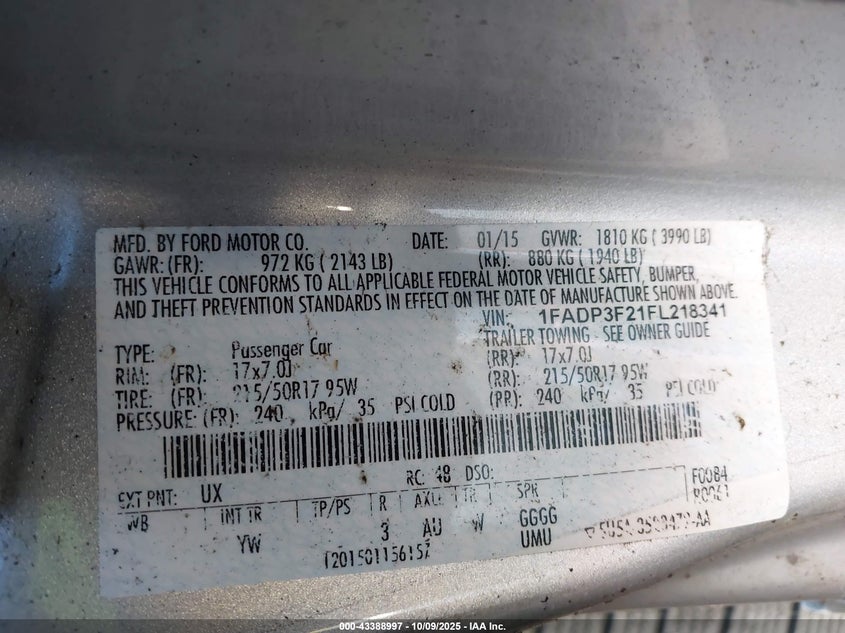 MFD. BY FORD MOTOR CO. DATE: 01/15 GVWR: 1810 KG ( 3990 LB)
GAWR: (FR): 972 KG ( 2143 LB) (RR): 880 KG ( 1940 LB)
THIS VEHICLE CONFORMS TO ALL APPLICABLE FEDERAL MOTOR VEHICLE SAFETY, BUMPER,
AND THEFT PREVENTION STANDARDS IN EFFECT ON THE DATE OF MANUFACTURE SHOWN ABOVE.
VIN: 1FADP3F21FL218341
TRAILER TOWING - SEE OWNER GUIDE
TYPE: Passenger Car
RIM: (FR): 17x7.0J (RR): 17x7.0J
TIRE: (FR): 215/50R17 95W (RR): 215/50R17 95W
PRESSURE: (FR): 240 kPa/ 35 PSI COLD (RR): 240 kPa/ 35 PSI COLD
RC: 48 DSO: F0084
EXT PNT: UX
WB INT TR TP/PS R AXLE TR SPR
YW 3 AU W GGGG
UMU
000-43388997 - 10/09/2025 - IAA Inc.